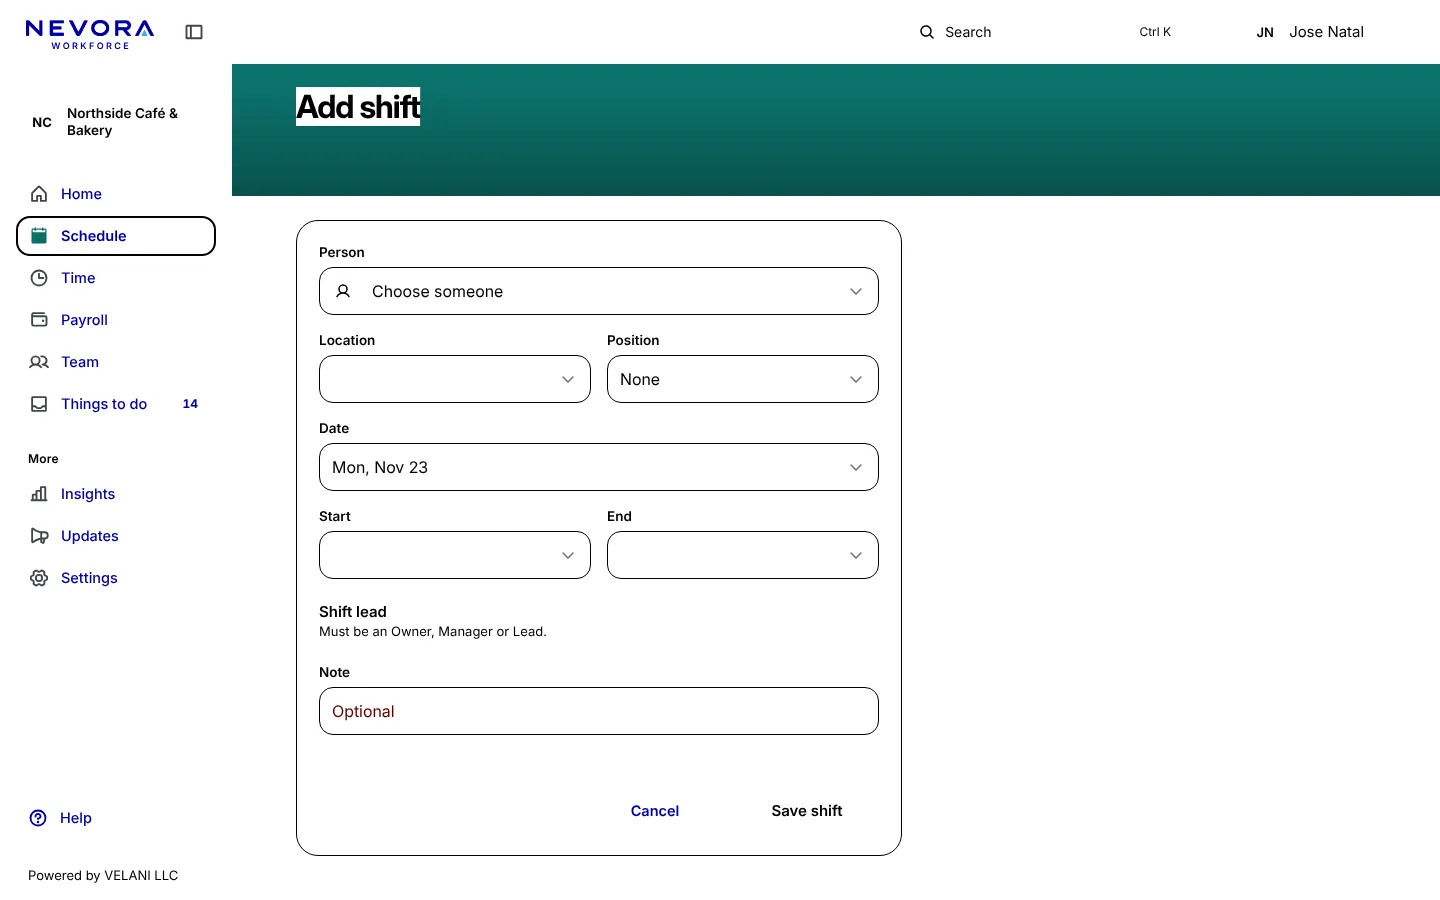 NEVORA
WORKFORCE
Search
Ctrl K
JN
Jose Natal
NC
Northside Café &
Bakery
Home
Schedule
Time
Payroll
Team
Things to do
14
More
Insights
Updates
Settings
Help
Powered by VELANI LLC
Add shift
Person
Choose someone
Location
Position
None
Date
Mon, Nov 23
Start
End
Shift lead
Must be an Owner, Manager or Lead.
Note
Optional
Cancel
Save shift